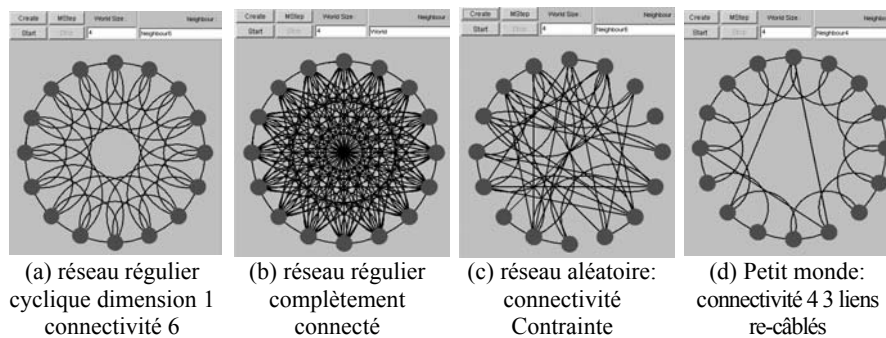 Create MStep World Size : Neighbour
Start Stop 4 Neighbour6
Create MStep World Size : Neighbour :
Start Stop 4 World
Create MStep World Size : Neighbour :
Start Stop 4 Neighbour6
Create MStep World Size : Neighbour
Start Stop 4 Neighbour4
(a) réseau régulier
cyclique dimension 1
connectivité 6
(b) réseau régulier
complètement
connecté
(c) réseau aléatoire:
connectivité
Contrainte
(d) Petit monde:
connectivité 4 3 liens
re-câblés